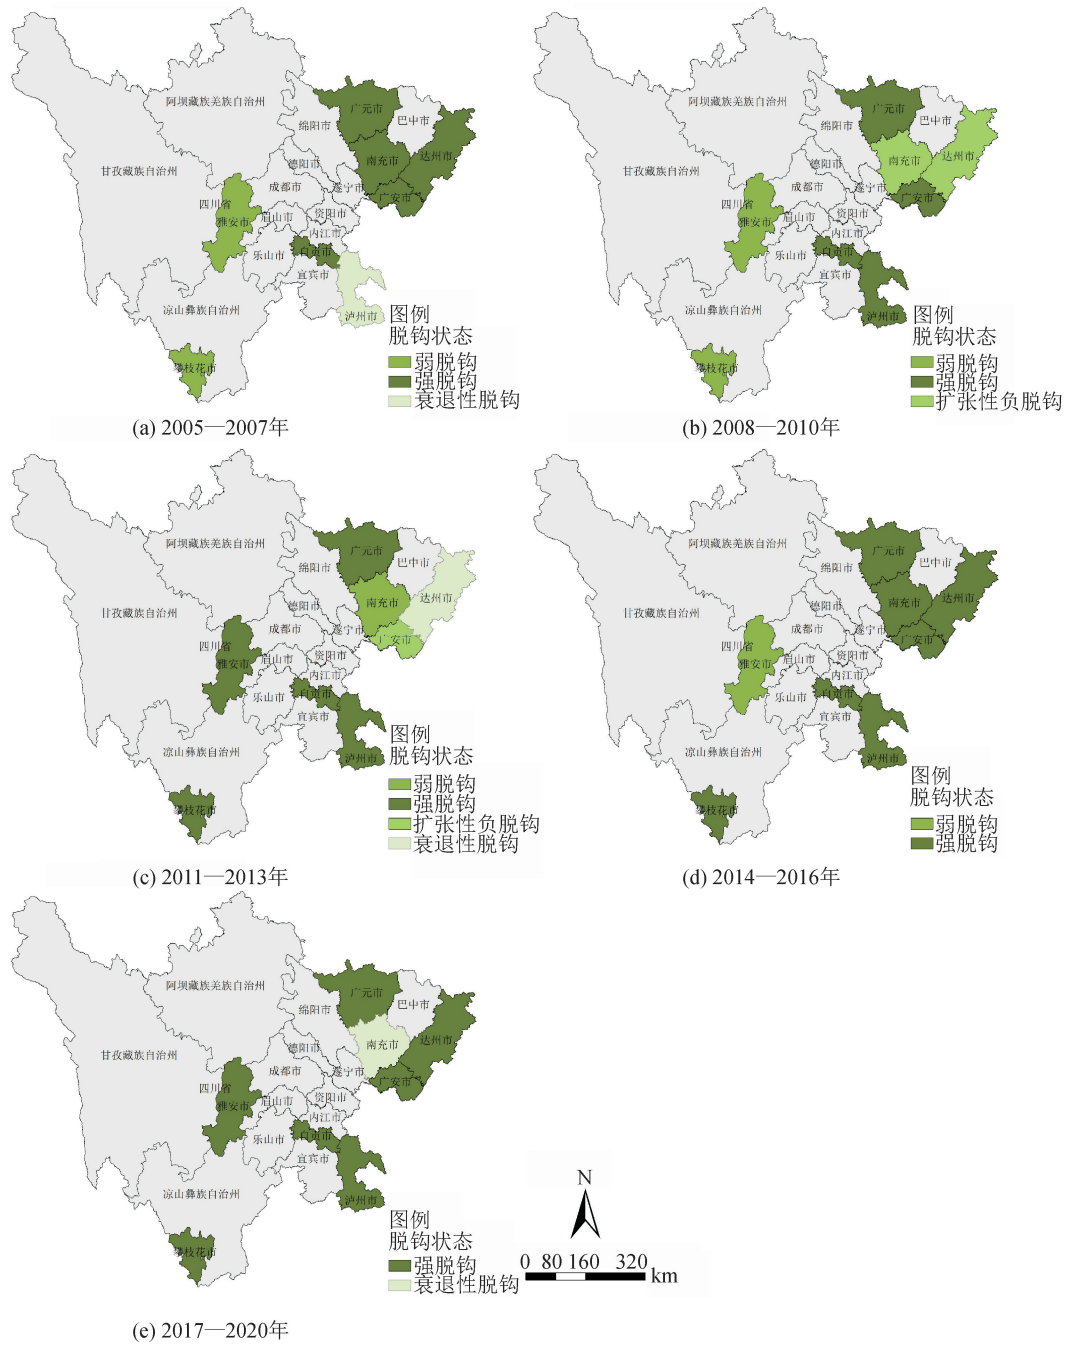 阿坝藏族羌族自治州
广元市
巴中市
绵阳市
南充市
达州市
德阳市
甘孜藏族自治州
成都市
遂宁市
广安市
四川省
雅安市
眉山市
资阳市
内江市
自贡市
乐山市
宜宾市
凉山彝族自治州
泸州市
攀枝花市
图例
脱钩状态
弱脱钩
强脱钩
衰退性脱钩
(a) 2005—2007年
阿坝藏族羌族自治州
广元市
巴中市
绵阳市
南充市
达州市
德阳市
甘孜藏族自治州
成都市
遂宁市
广安市
四川省
雅安市
眉山市
资阳市
内江市
自贡市
乐山市
宜宾市
凉山彝族自治州
泸州市
攀枝花市
图例
脱钩状态
弱脱钩
强脱钩
扩张性负脱钩
(b) 2008—2010年
阿坝藏族羌族自治州
广元市
巴中市
绵阳市
南充市
达州市
德阳市
甘孜藏族自治州
成都市
遂宁市
广安市
四川省
雅安市
眉山市
资阳市
内江市
自贡市
乐山市
宜宾市
凉山彝族自治州
泸州市
攀枝花市
图例
脱钩状态
弱脱钩
强脱钩
扩张性负脱钩
衰退性脱钩
(c) 2011—2013年
阿坝藏族羌族自治州
广元市
巴中市
绵阳市
南充市
达州市
德阳市
甘孜藏族自治州
成都市
遂宁市
广安市
四川省
雅安市
眉山市
资阳市
内江市
自贡市
乐山市
宜宾市
凉山彝族自治州
泸州市
攀枝花市
图例
脱钩状态
弱脱钩
强脱钩
(d) 2014—2016年
阿坝藏族羌族自治州
广元市
巴中市
绵阳市
南充市
达州市
德阳市
甘孜藏族自治州
成都市
遂宁市
广安市
四川省
雅安市
眉山市
资阳市
内江市
自贡市
乐山市
宜宾市
凉山彝族自治州
泸州市
攀枝花市
图例
脱钩状态
强脱钩
衰退性脱钩
(e) 2017—2020年
N
0 80 160 320
km